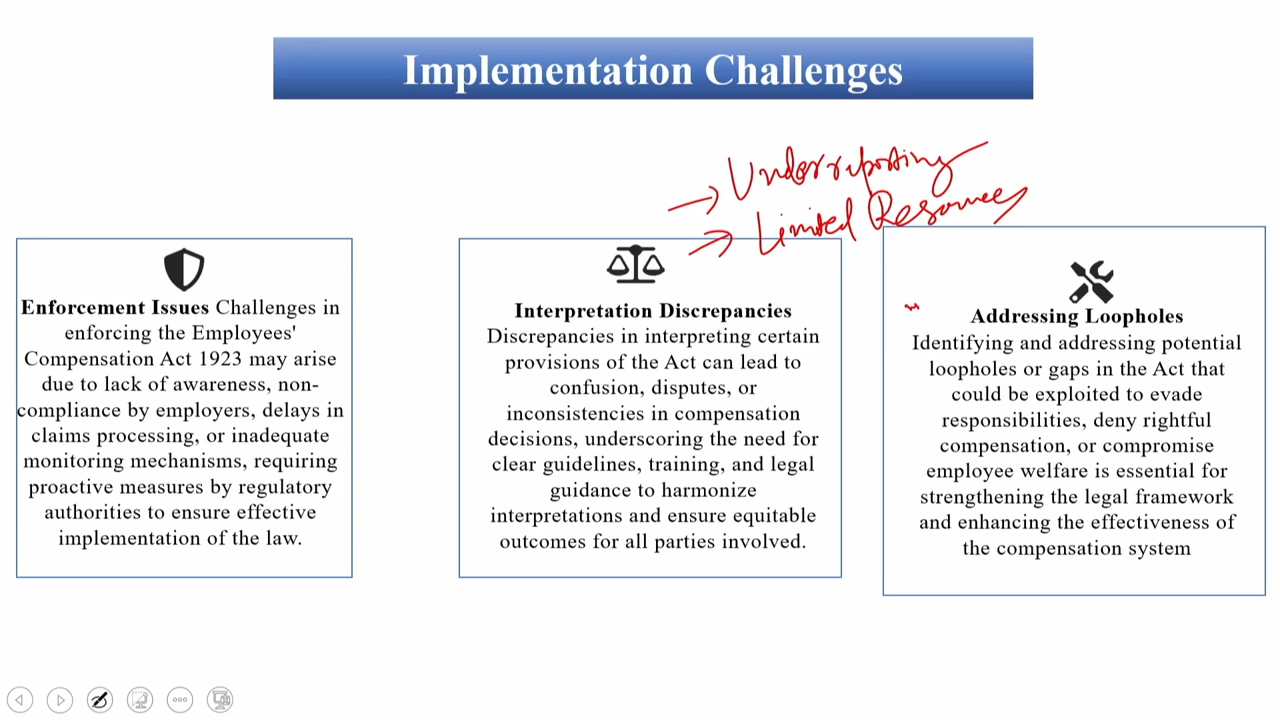 Implementation Challenges
→ Underreporting
→ Limited Resources
Enforcement Issues Challenges in
enforcing the Employees'
Compensation Act 1923 may arise
due to lack of awareness, non-
compliance by employers, delays in
claims processing, or inadequate
monitoring mechanisms, requiring
proactive measures by regulatory
authorities to ensure effective
implementation of the law.
Interpretation Discrepancies
Discrepancies in interpreting certain
provisions of the Act can lead to
confusion, disputes, or
inconsistencies in compensation
decisions, underscoring the need for
clear guidelines, training, and legal
guidance to harmonize
interpretations and ensure equitable
outcomes for all parties involved.
Addressing Loopholes
Identifying and addressing potential
loopholes or gaps in the Act that
could be exploited to evade
responsibilities, deny rightful
compensation, or compromise
employee welfare is essential for
strengthening the legal framework
and enhancing the effectiveness of
the compensation system